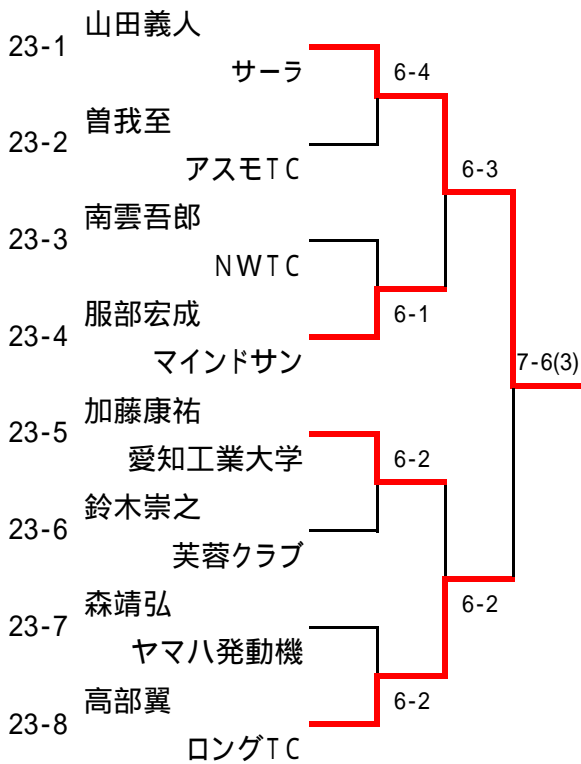 山田義人
23-1
サーラ
6-4
曽我至
23-2
アスモTC
6-3
南雲吾郎
23-3
NWTC
服部宏成
6-1
23-4
マインドサン
7-6(3)
加藤康祐
23-5
愛知工業大学
6-2
鈴木崇之
23-6
芙蓉クラブ
森靖弘
6-2
23-7
ヤマハ発動機
高部翼
6-2
23-8
ロングTC